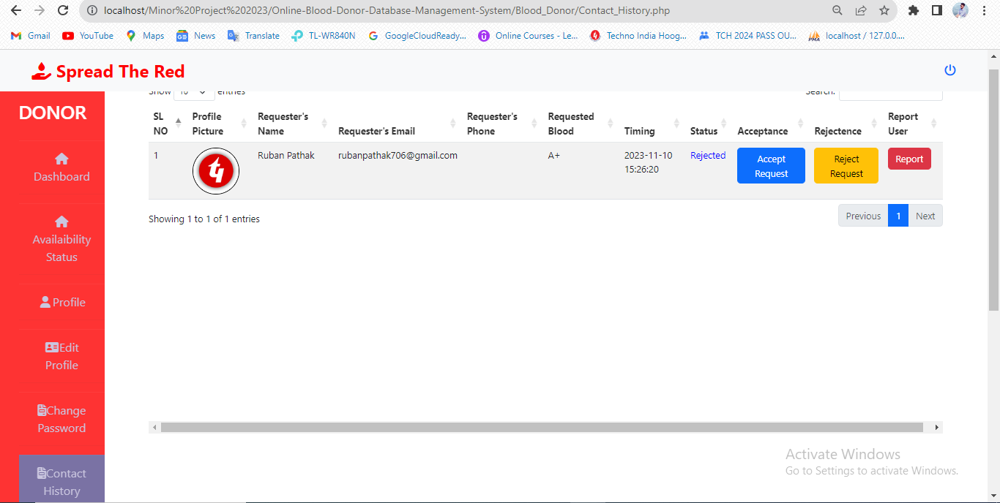 localhost/Minor%20Project%202023/Online-Blood-Donor-Database-Management-System/Blood_Donor/Contact_History.php
Gmail YouTube Maps News Translate TL-WR840N GoogleCloudReady... Online Courses - Le... Techno India Hoog... TCH 2024 PASS OU... localhost / 127.0.0....
Spread The Red
DONOR
Dashboard
Availaibility
Status
Profile
Edit
Profile
Change
Password
Contact
History
Show 10 entries Search:
SL NO Profile Picture Requester's Name Requester's Email Requester's Phone Requested Blood Timing Status Acceptance Rejectence Report User
1 Ruban Pathak rubanpathak706@gmail.com A+ 2023-11-10 15:26:20 Rejected Accept Request Reject Request Report
Showing 1 to 1 of 1 entries
Previous 1 Next
Activate Windows
Go to Settings to activate Windows.